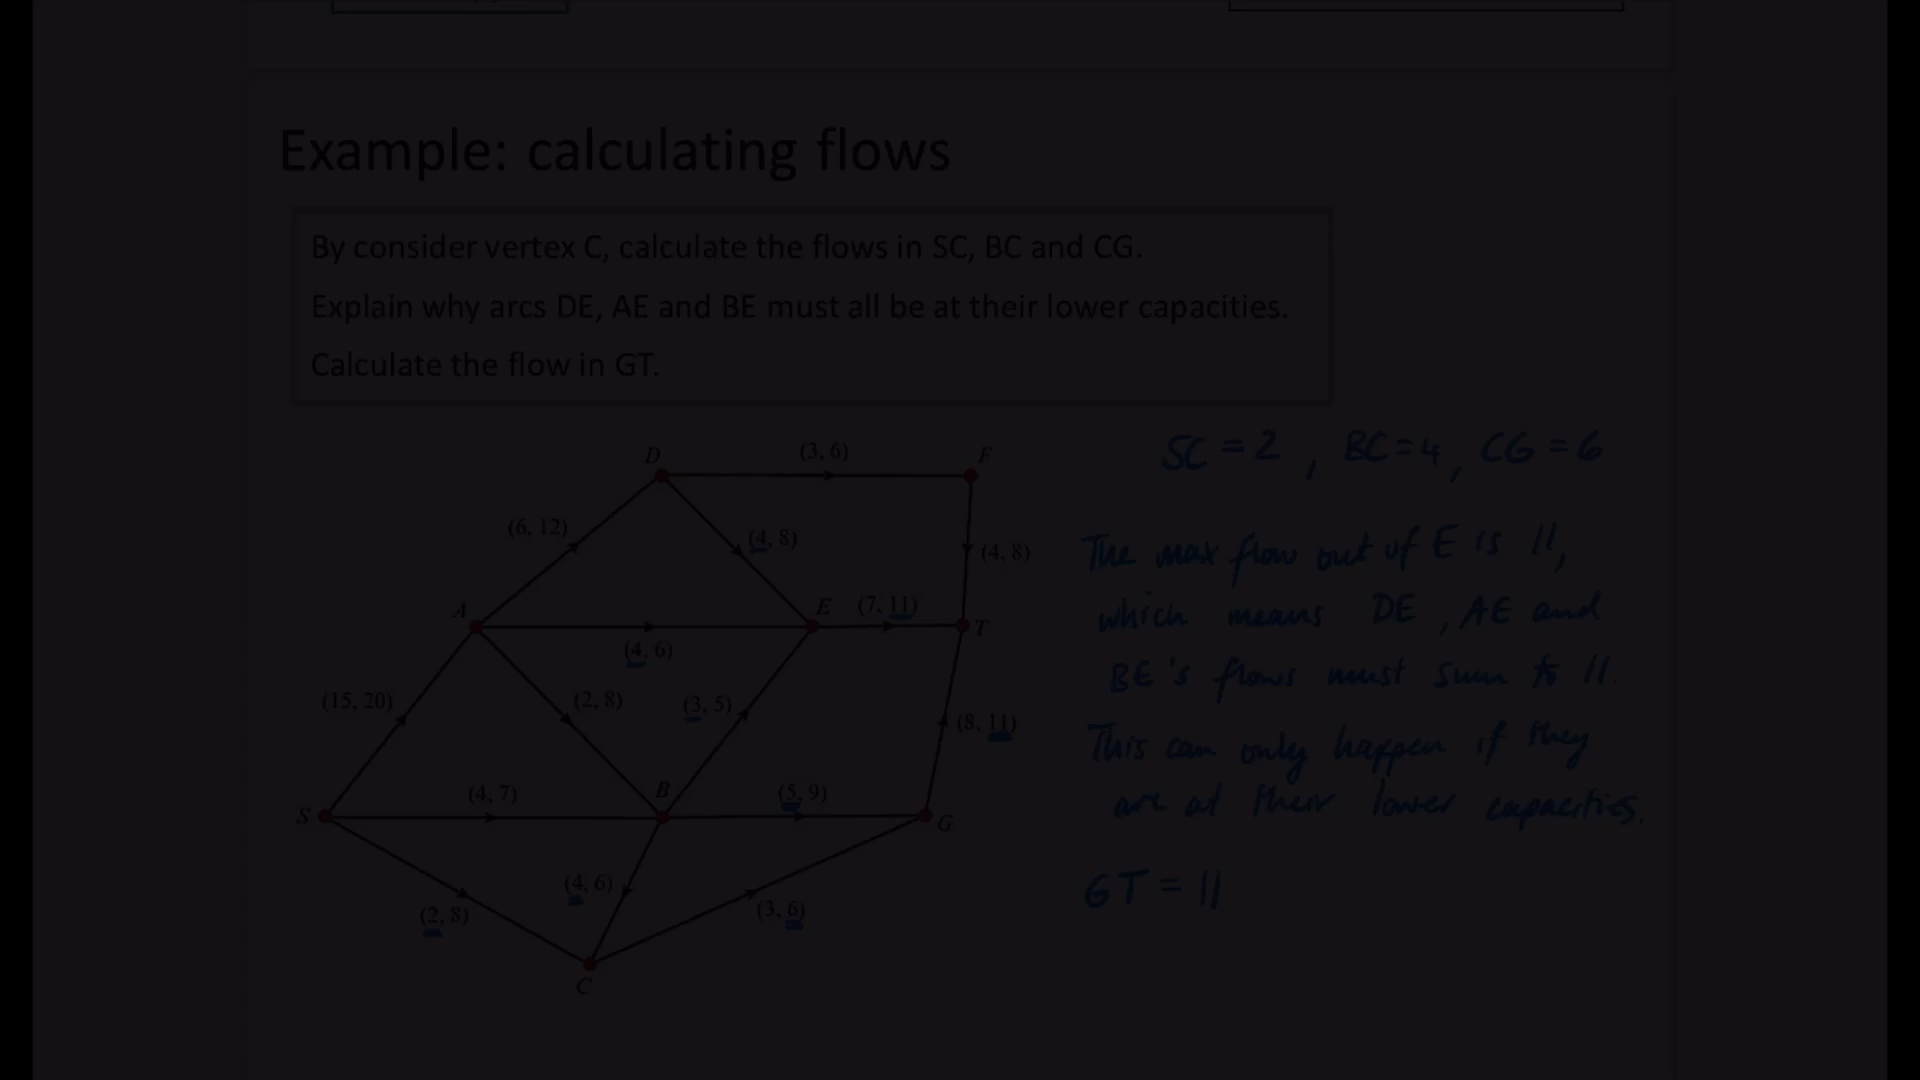 Example: calculating flows
By consider vertex C, calculate the flows in SC, BC and CG.
Explain why arcs DE, AE and BE must all be at their lower capacities.
Calculate the flow in GT.
SC = 2 , BC = 4 , CG = 6
D
(3, 6)
F
(6, 12)
(4, 8)
(4, 8)
The max flow out of E is 11,
A
E
(7, 11)
T
which means DE , AE and
(4, 6)
BE's flows must sum to 11.
(15, 20)
(2, 8)
(3, 5)
(8, 11)
This can only happen if they
S
(4, 7)
B
(5, 9)
G
are at their lower capacities.
(4, 6)
(2, 8)
(3, 6)
GT = 11
C